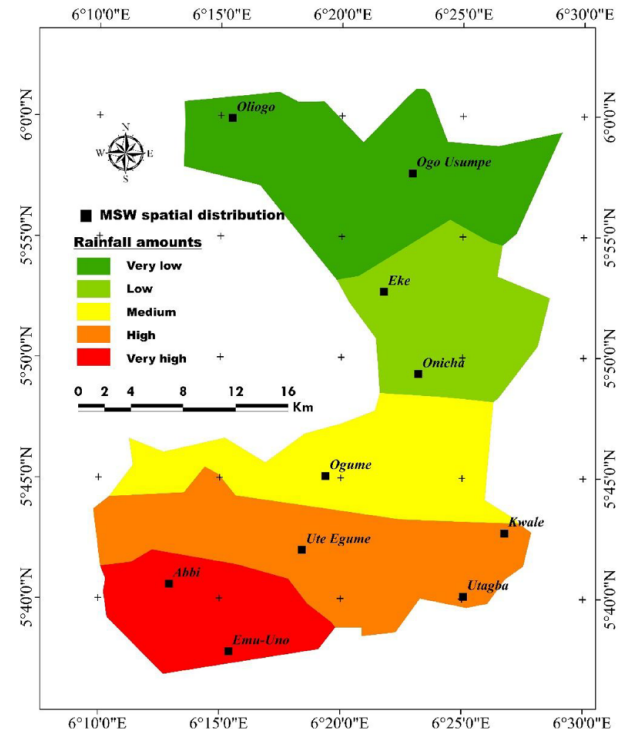 6°10'0"E 6°15'0"E 6°20'0"E 6°25'0"E 6°30'0"E
6°0'0"N
6°0'0"N
Oliogo
N
W E
S
Ogo Usumpe
MSW spatial distribution
5°55'0"N
5°55'0"N
Rainfall amounts
Very low
Low
Medium
High
Very high
Eke
5°50'0"N
5°50'0"N
Onicha
0 2 4 8 12 16
Km
Ogume
5°45'0"N
5°45'0"N
Kwale
Ute Egume
Abbi
Utagba
5°40'0"N
5°40'0"N
Emu-Uno
6°10'0"E 6°15'0"E 6°20'0"E 6°25'0"E 6°30'0"E